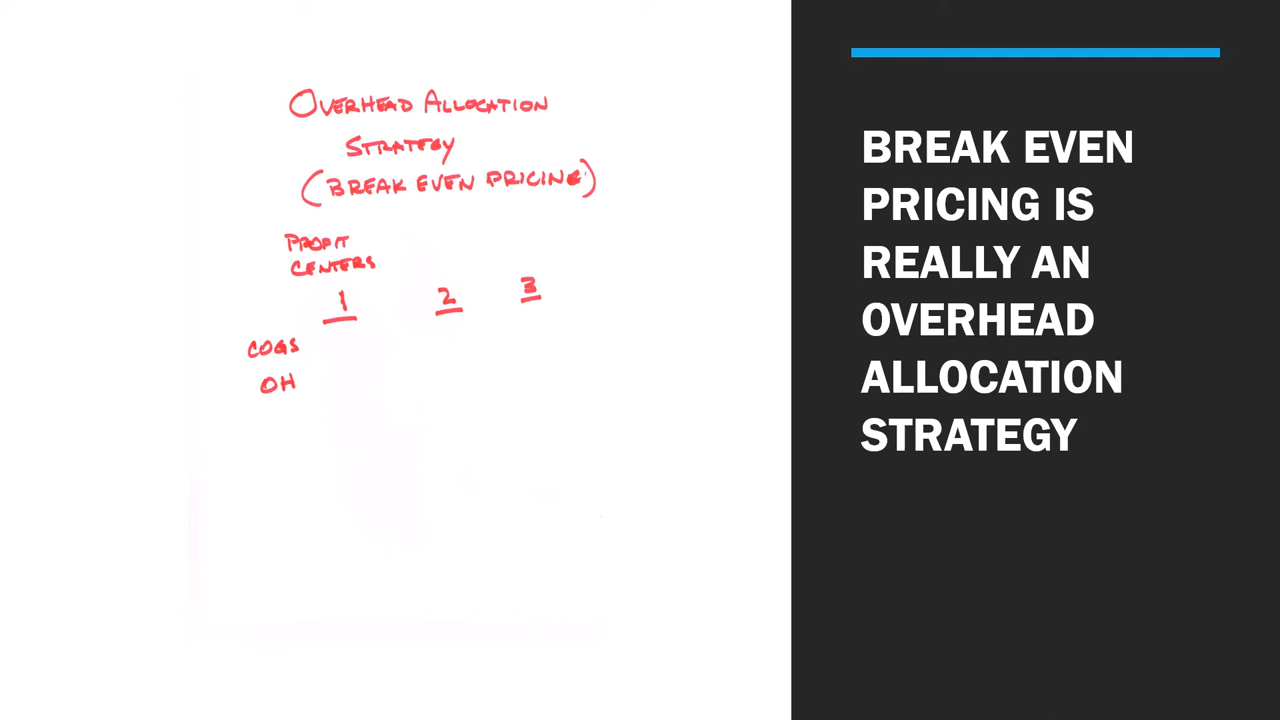 OVERHEAD ALLOCATION
STRATEGY
(BREAK EVEN PRICING)
PROFIT
CENTERS
1 2 3
COGS
OH
BREAK EVEN
PRICING IS
REALLY AN
OVERHEAD
ALLOCATION
STRATEGY